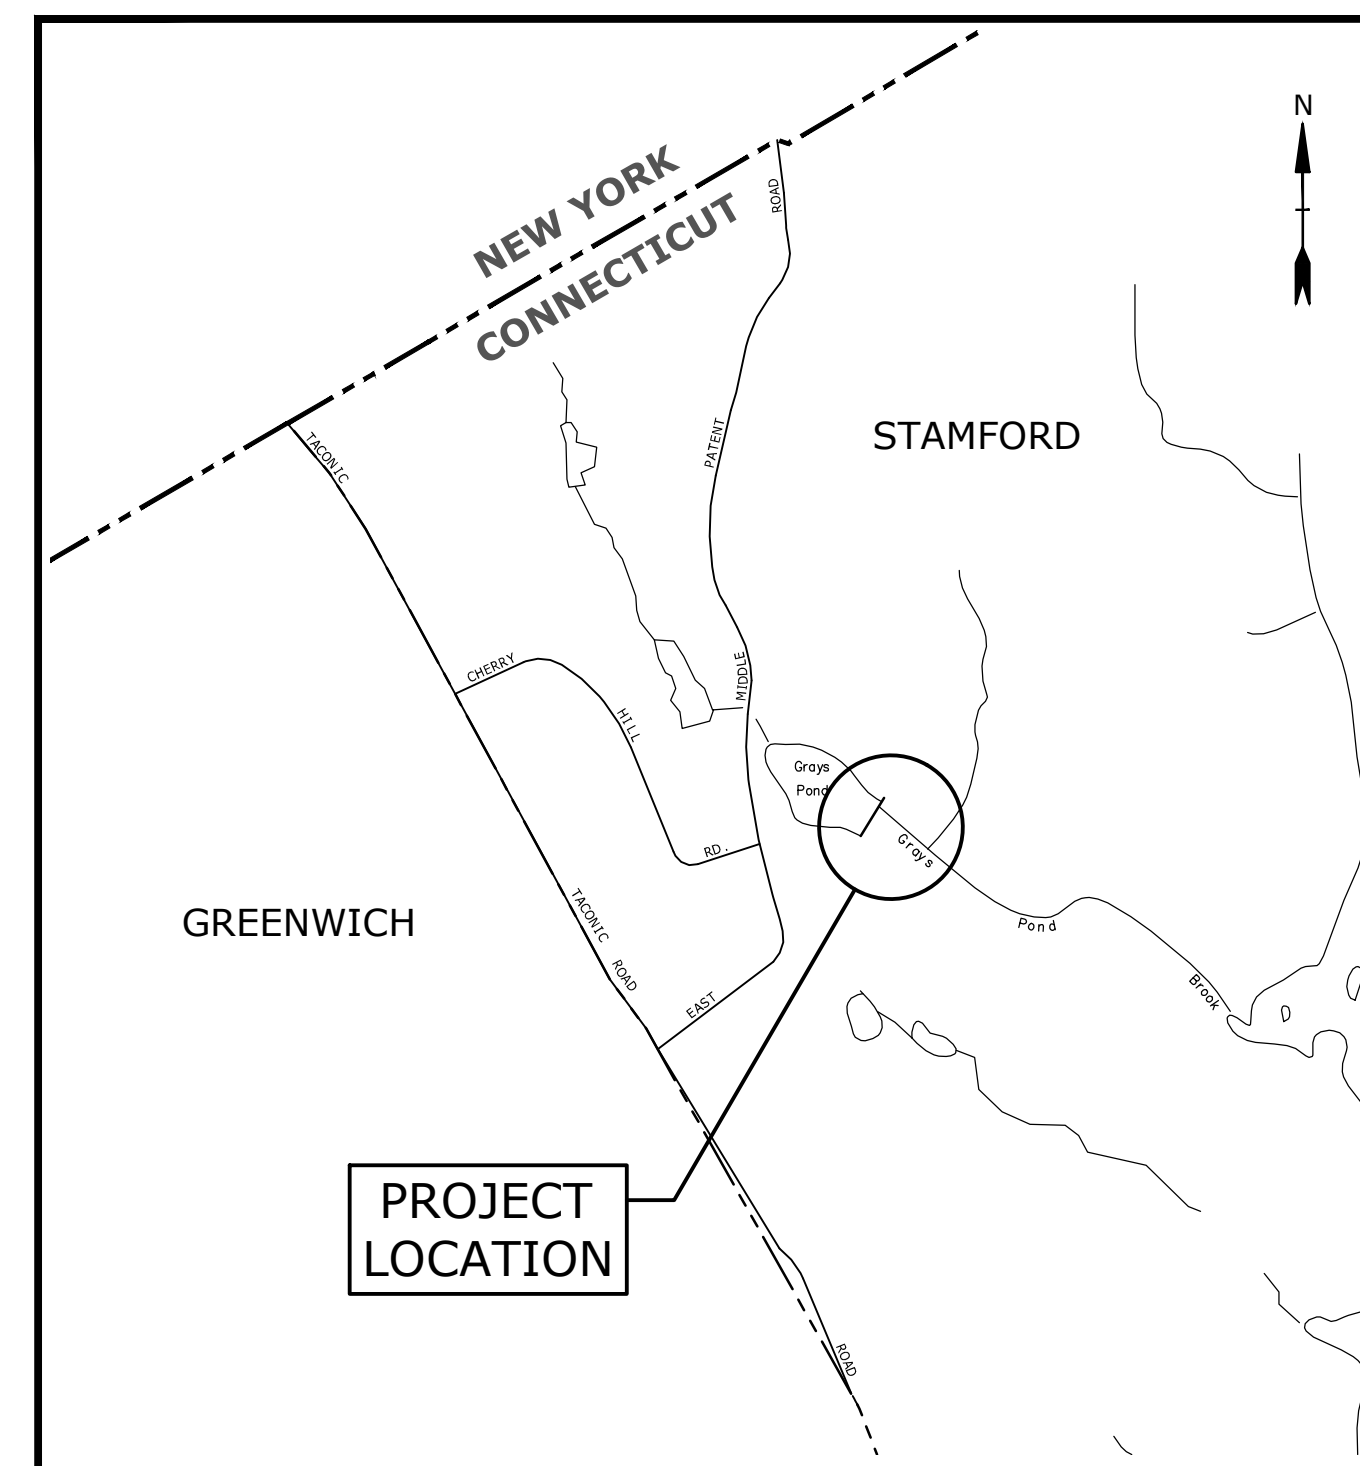 N
NEW YORK
CONNECTICUT
ROAD
TACONIC
PATENT
STAMFORD
CHERRY
HILL
MIDDLE
Grays
Pond
RD.
Grays
GREENWICH
TACONIC
ROAD
EAST
Pond
Brook
PROJECT
LOCATION
ROAD